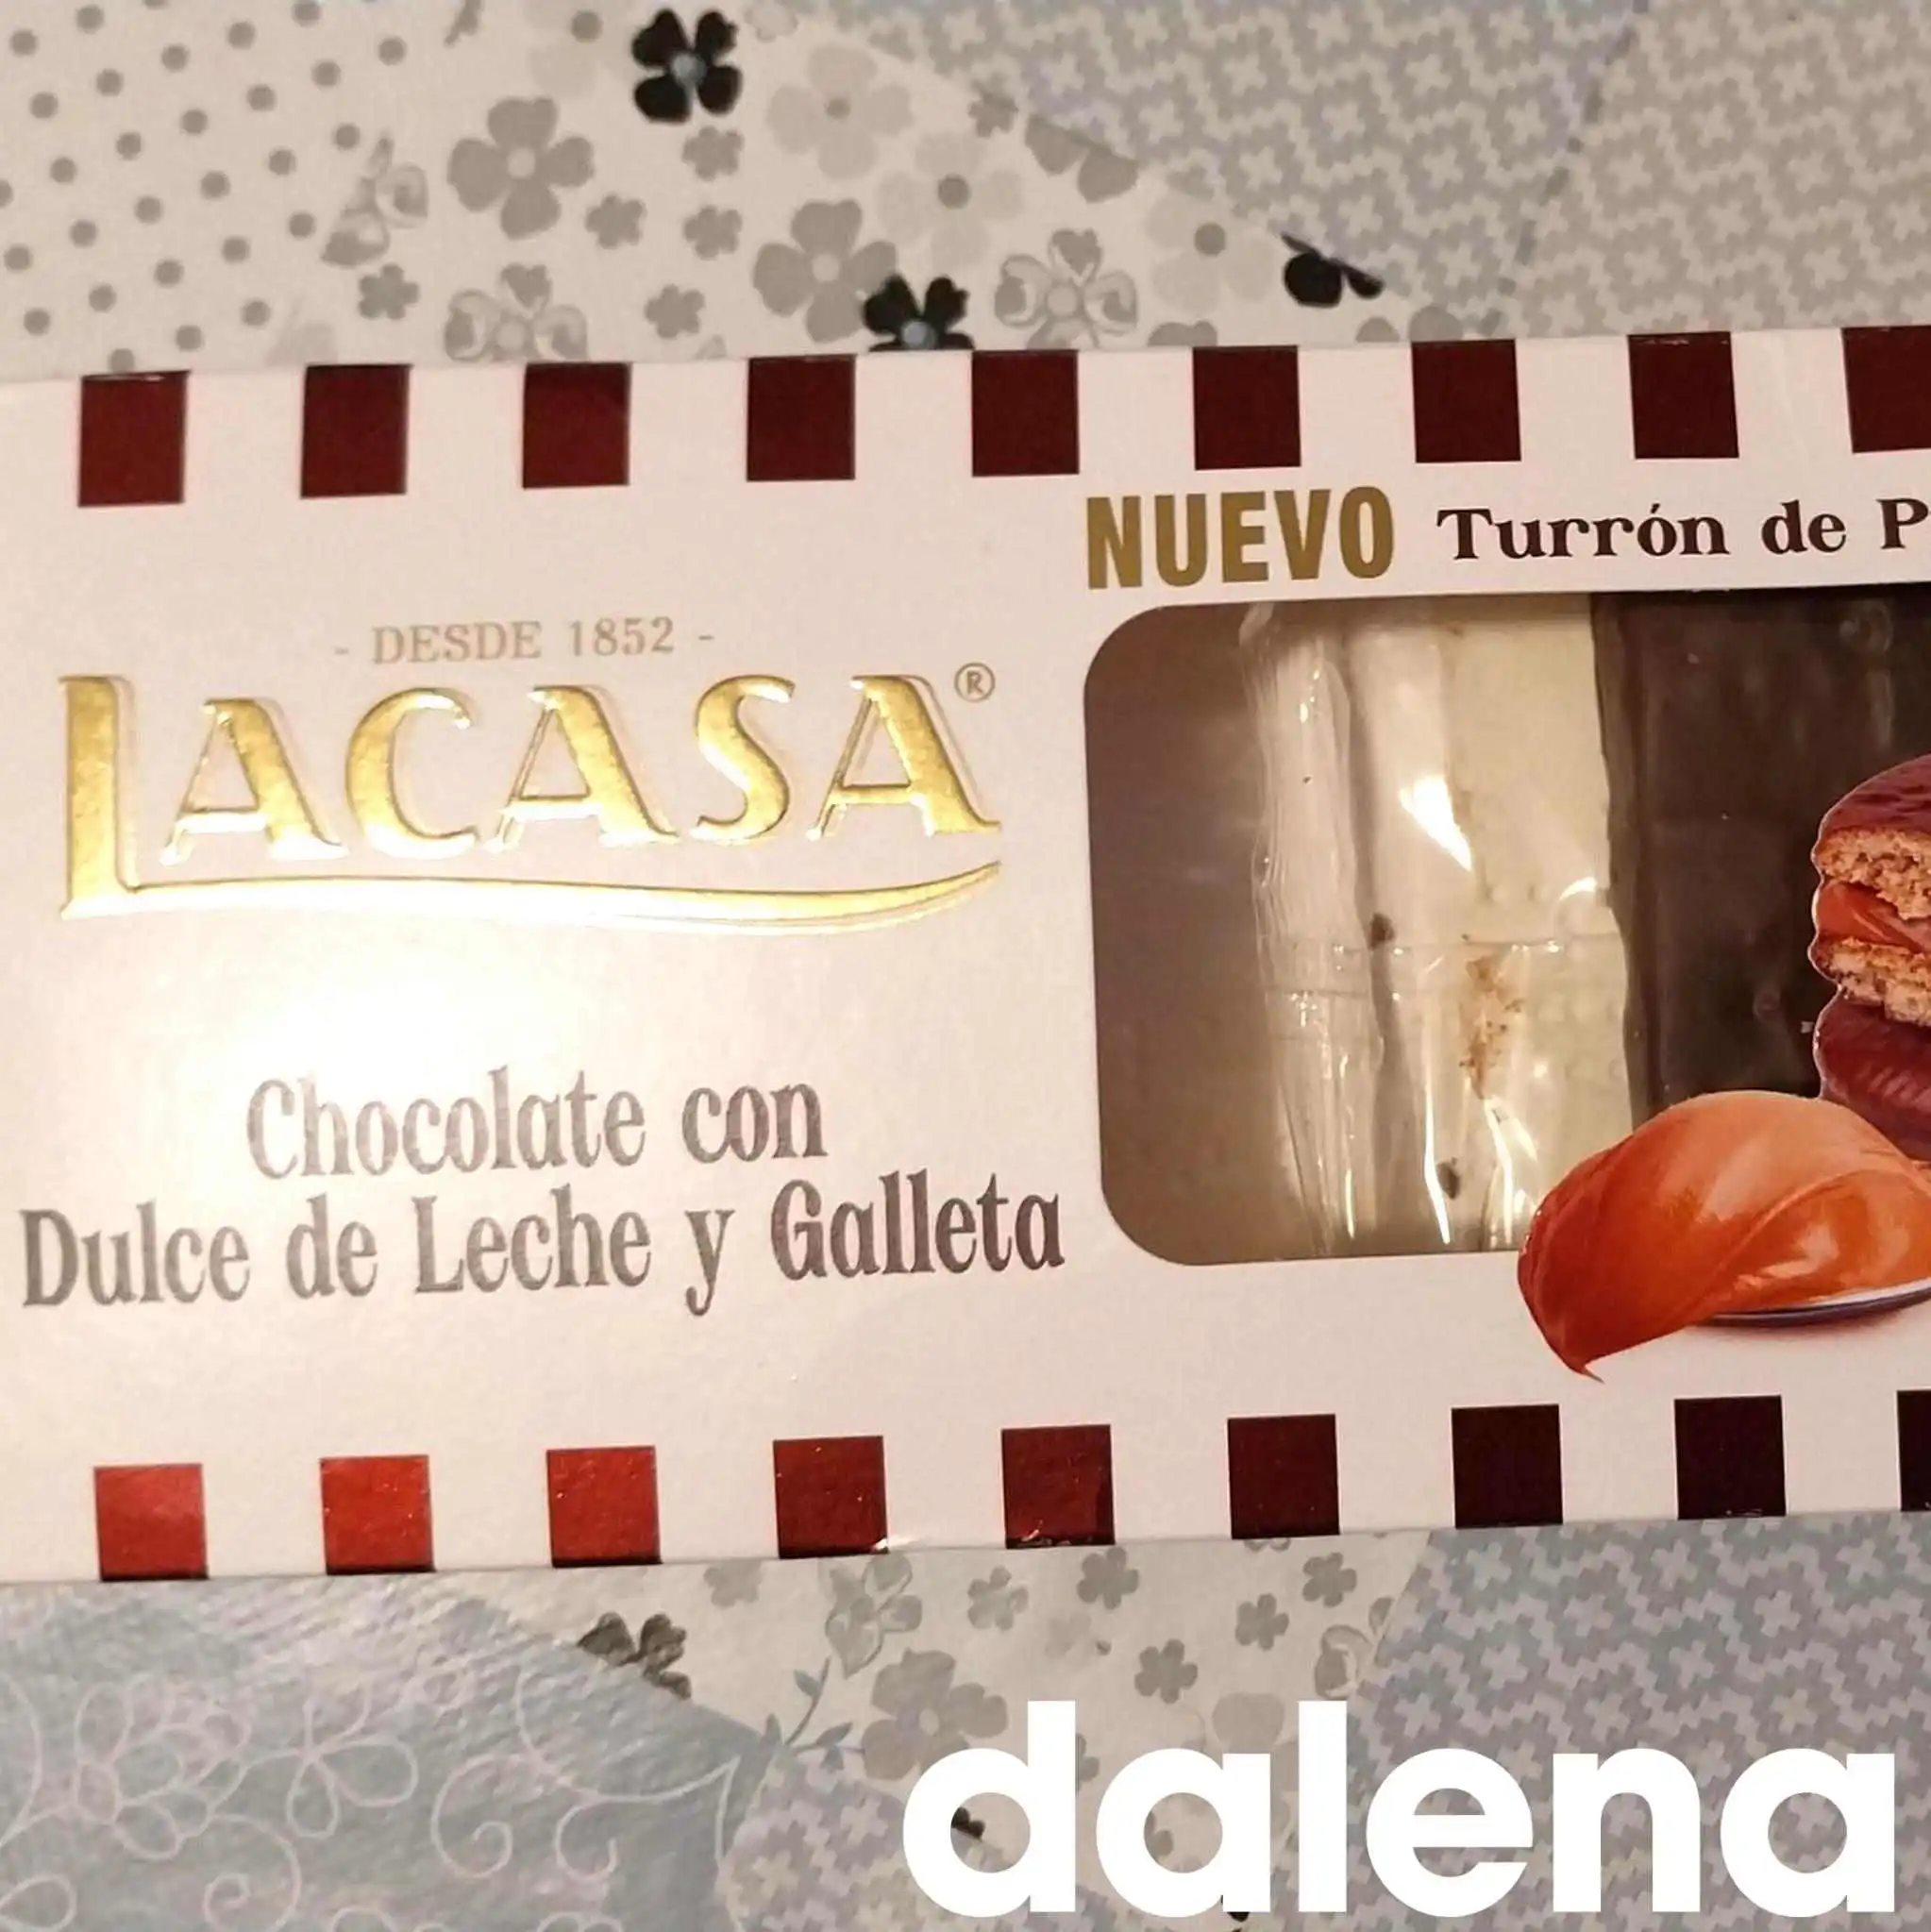 NUEVO Turrón de P
- DESDE 1852 -
LACASA®
Chocolate con
Dulce de Leche y Galleta
dalena